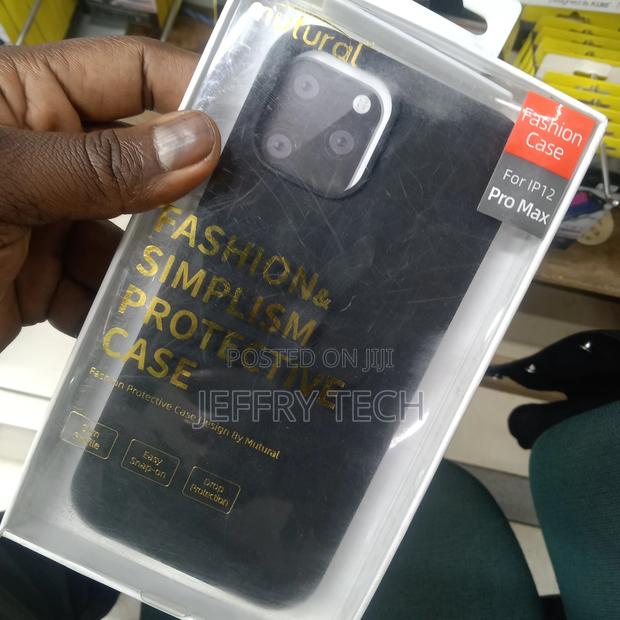 mutural
Fashion
Case
For IP12
Pro Max
FASHION&
SIMPLISM
PROTECTIVE
CASE
Fashion Protective Case Design By Mutural
Easy
Snap-on
Drop
Protection
POSTED ON JIJI
JEFFRY TECH